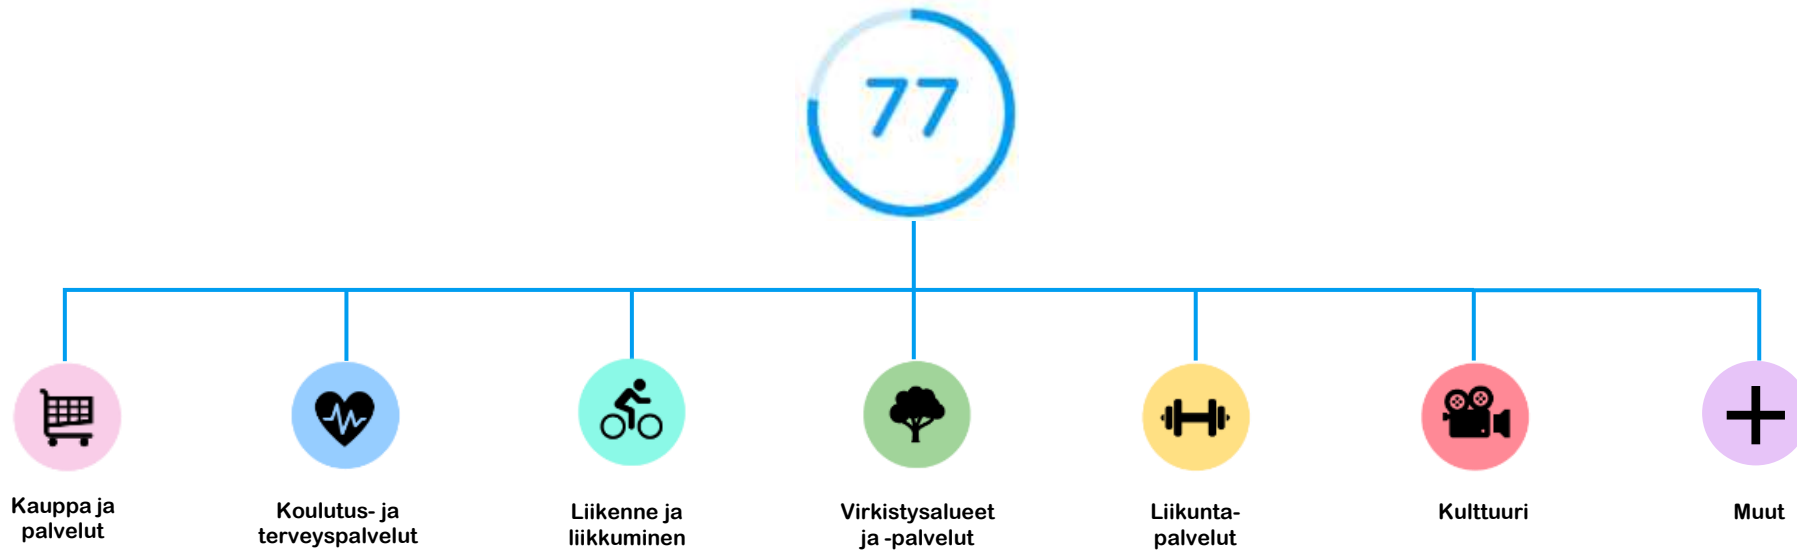 77
Kauppa ja
palvelut
Koulutus- ja
terveyspalvelut
Liikenne ja
liikkuminen
Virkistysalueet
ja -palvelut
Liikunta-
palvelut
Kulttuuri
Muut